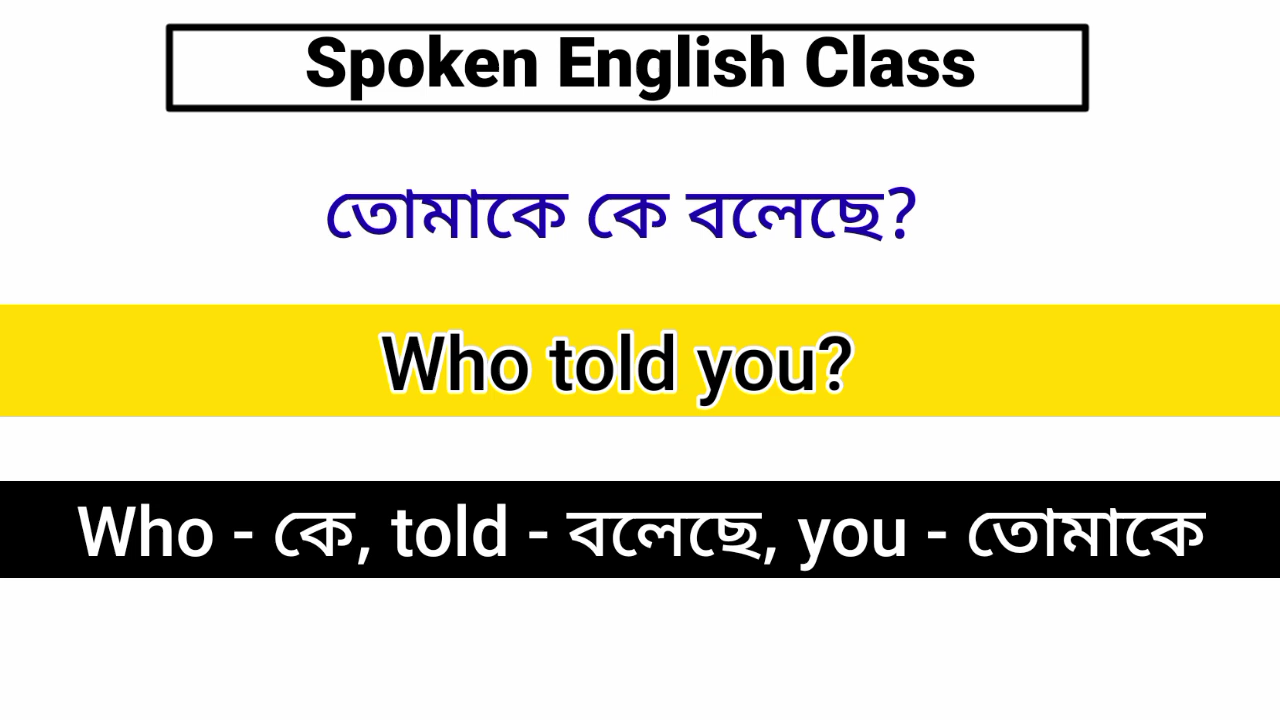 Spoken English Class
তোমাকে কে বলেছে?
Who told you?
Who - কে, told - বলেছে, you - তোমাকে